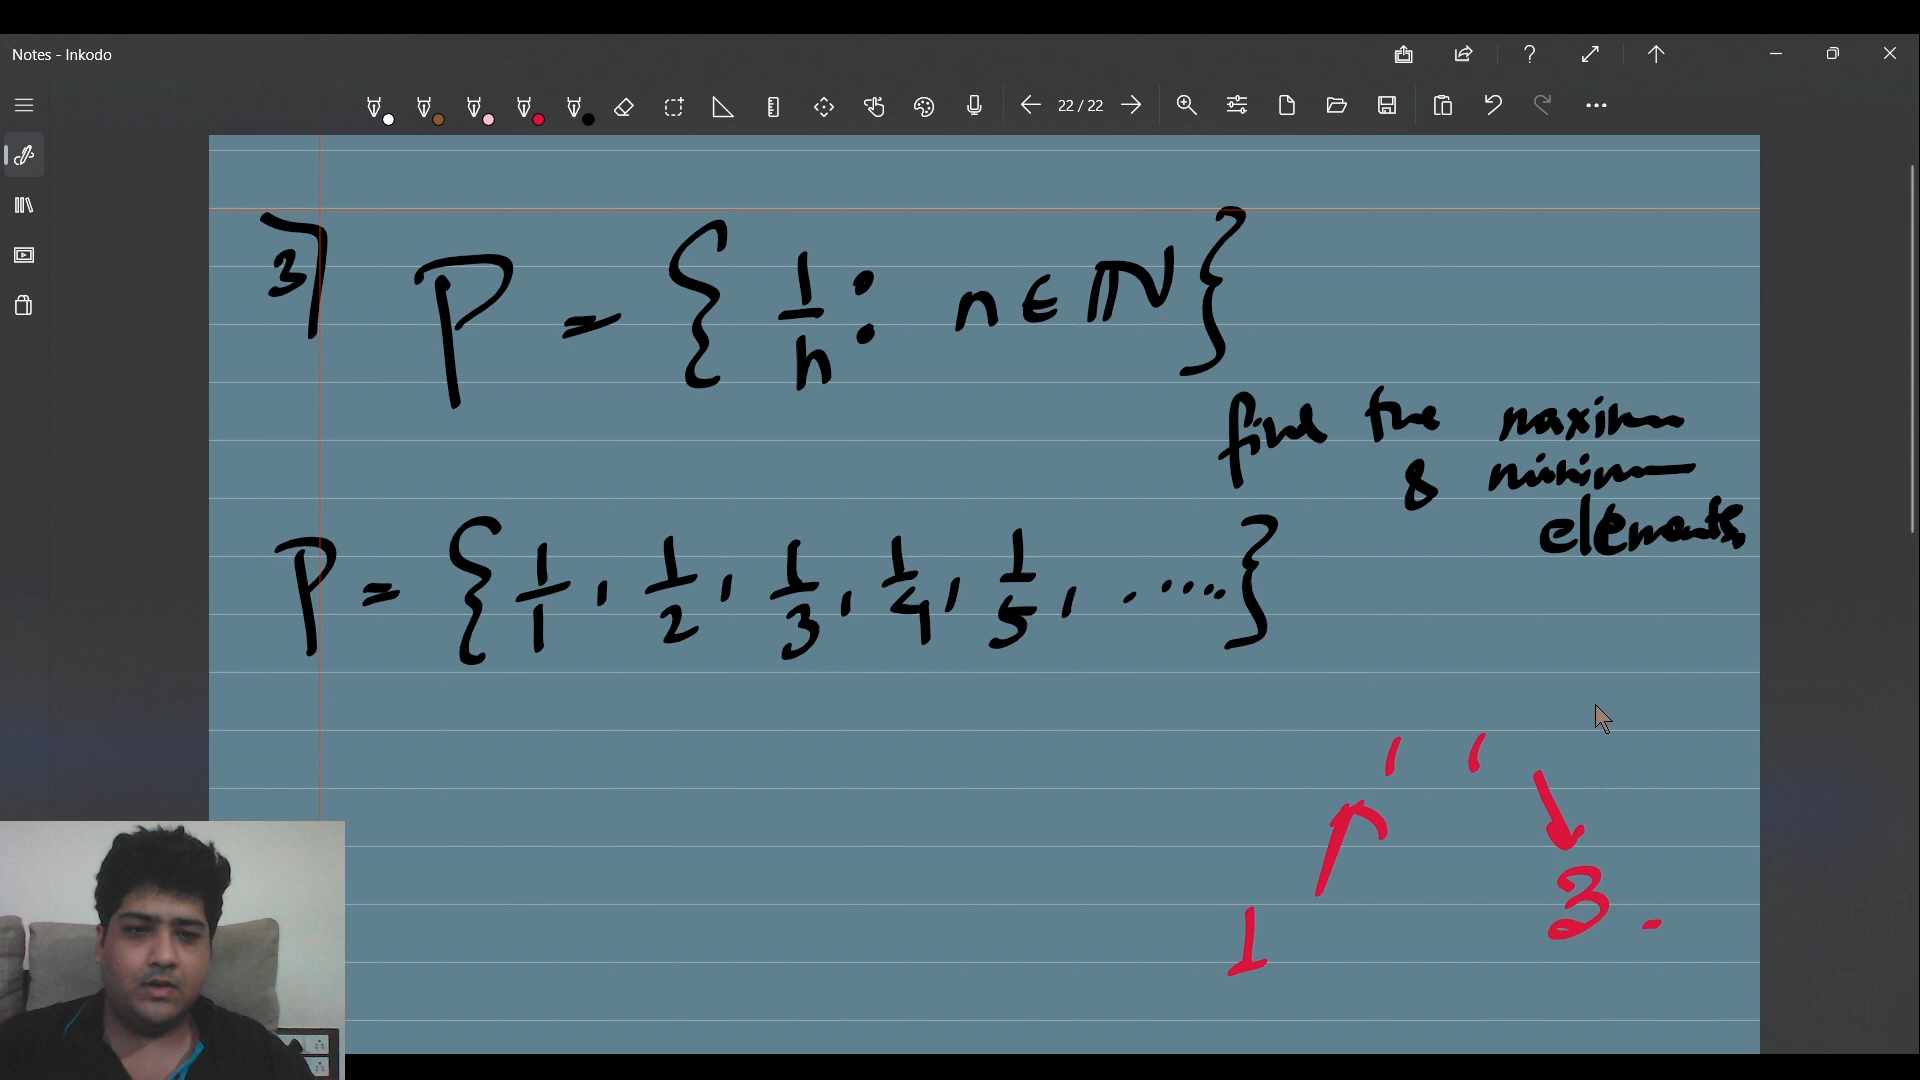 Notes - Inkodo
22 / 22
3) P = { 1/n : n ∈ ℕ }
find the maximum
& minimum
elements.
P = { 1/1 , 1/2 , 1/3 , 1/4 , 1/5 , ..... }
1
3.